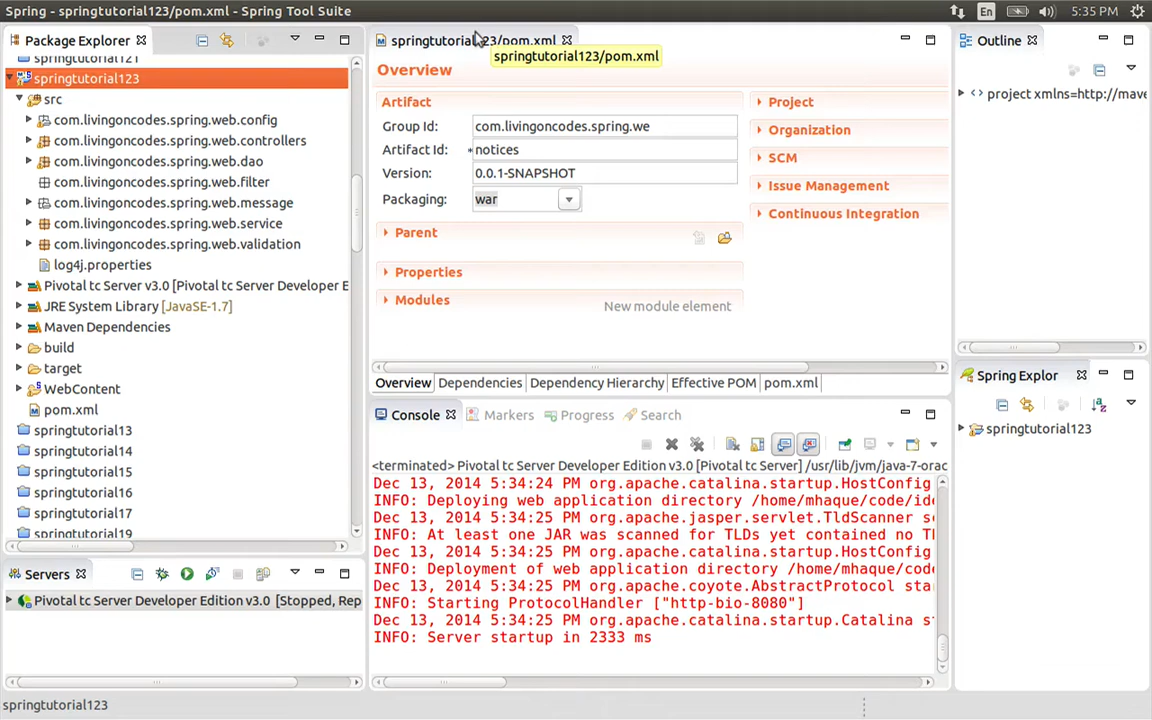 Spring - springtutorial123/pom.xml - Spring Tool Suite
En
5:35 PM
Package Explorer
springtutorial121
springtutorial123
src
com.livingoncodes.spring.web.config
com.livingoncodes.spring.web.controllers
com.livingoncodes.spring.web.dao
com.livingoncodes.spring.web.filter
com.livingoncodes.spring.web.message
com.livingoncodes.spring.web.service
com.livingoncodes.spring.web.validation
log4j.properties
Pivotal tc Server v3.0 [Pivotal tc Server Developer E
JRE System Library [JavaSE-1.7]
Maven Dependencies
build
target
WebContent
pom.xml
springtutorial13
springtutorial14
springtutorial15
springtutorial16
springtutorial17
springtutorial19
Servers
Pivotal tc Server Developer Edition v3.0 [Stopped, Rep
springtutorial123
springtutorial123/pom.xml
springtutorial123/pom.xml
Overview
Artifact
Group Id: com.livingoncodes.spring.we
Artifact Id: * notices
Version: 0.0.1-SNAPSHOT
Packaging: war
Parent
Properties
Modules
New module element
Project
Organization
SCM
Issue Management
Continuous Integration
Overview Dependencies Dependency Hierarchy Effective POM pom.xml
Console Markers Progress Search
<terminated> Pivotal tc Server Developer Edition v3.0 [Pivotal tc Server] /usr/lib/jvm/java-7-orac
Dec 13, 2014 5:34:24 PM org.apache.catalina.startup.HostConfig
INFO: Deploying web application directory /home/mhaque/code/ide
Dec 13, 2014 5:34:25 PM org.apache.jasper.servlet.TldScanner sc
INFO: At least one JAR was scanned for TLDs yet contained no TL
Dec 13, 2014 5:34:25 PM org.apache.catalina.startup.HostConfig
INFO: Deployment of web application directory /home/mhaque/code
Dec 13, 2014 5:34:25 PM org.apache.coyote.AbstractProtocol star
INFO: Starting ProtocolHandler ["http-bio-8080"]
Dec 13, 2014 5:34:25 PM org.apache.catalina.startup.Catalina st
INFO: Server startup in 2333 ms
Outline
project xmlns=http://mave
Spring Explor
springtutorial123